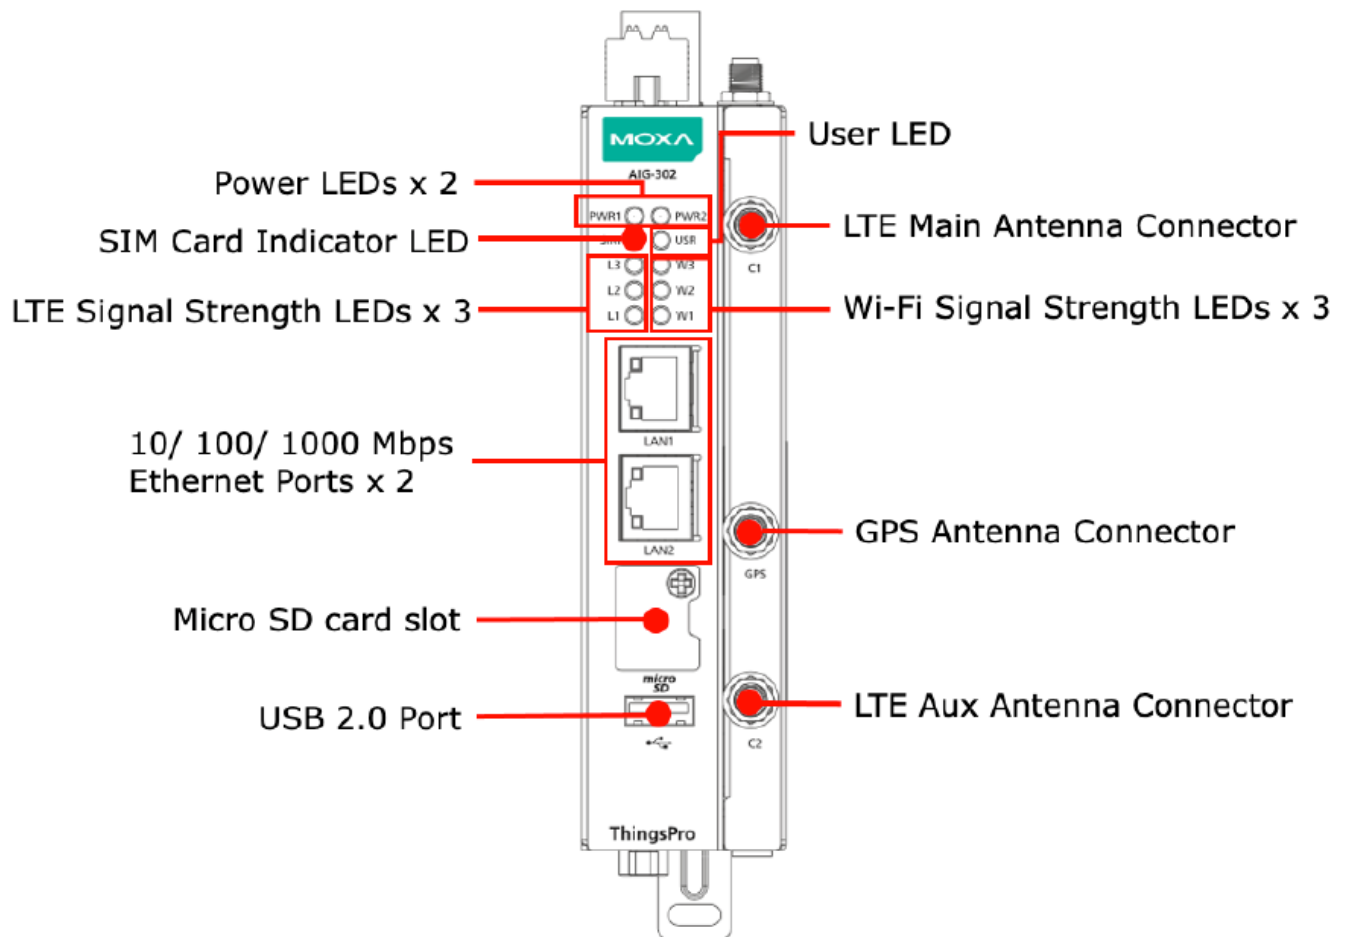 MOXA
User LED
AIG-302
Power LEDs x 2
PWR1
PWR2
LTE Main Antenna Connector
SIM Card Indicator LED
USR
L3
W3
C1
L2
W2
LTE Signal Strength LEDs x 3
Wi-Fi Signal Strength LEDs x 3
L1
W1
LAN1
10/ 100/ 1000 Mbps
Ethernet Ports x 2
GPS Antenna Connector
LAN2
GPS
Micro SD card slot
micro
SD
LTE Aux Antenna Connector
USB 2.0 Port
C2
ThingsPro